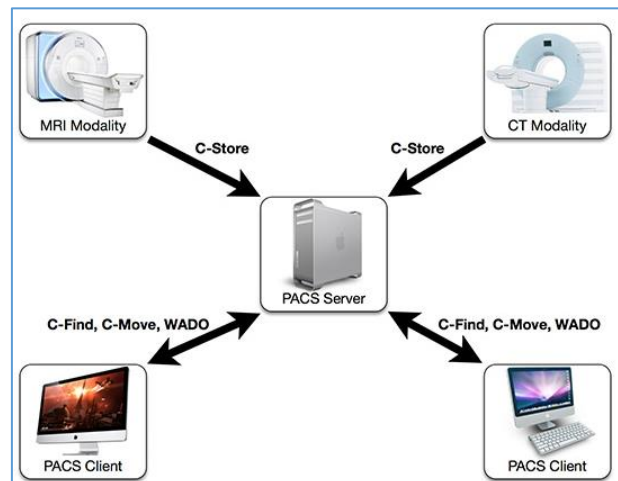 MRI Modality
CT Modality
C-Store
C-Store
PACS Server
C-Find, C-Move, WADO
C-Find, C-Move, WADO
PACS Client
PACS Client